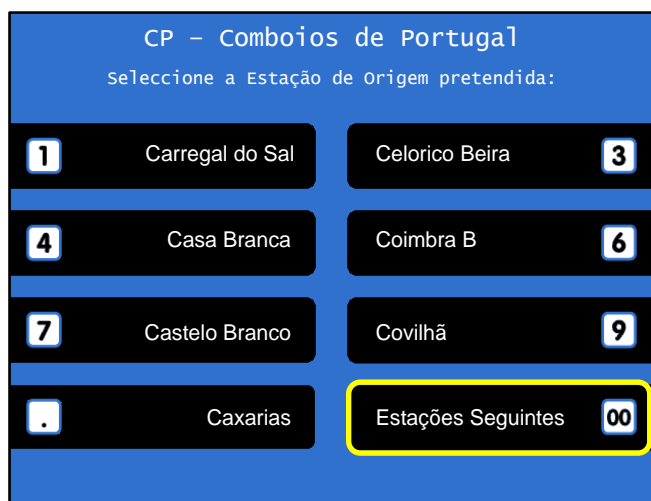 CP – Comboios de Portugal
Seleccione a Estação de Origem pretendida:
1 Carregal do Sal
Celorico Beira 3
4 Casa Branca
Coimbra B 6
7 Castelo Branco
Covilhã 9
. Caxarias
Estações Seguintes 00